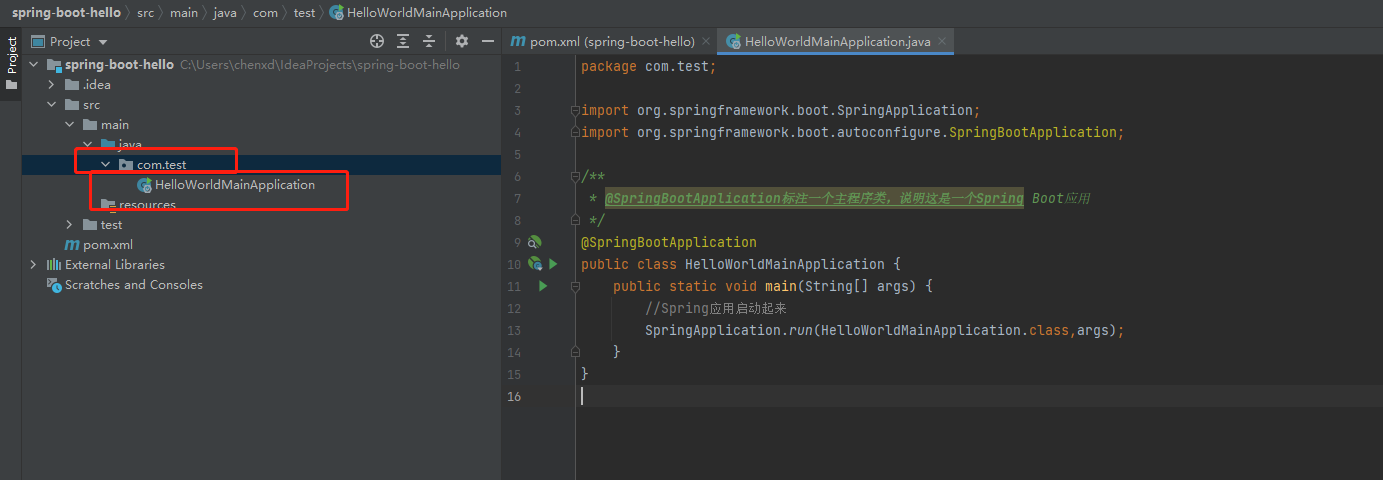 spring-boot-hello 〉 src 〉 main 〉 java 〉 com 〉 test 〉 HelloWorldMainApplication
Project
Project
spring-boot-hello C:\Users\chenxd\IdeaProjects\spring-boot-hello
.idea
src
main
java
com.test
HelloWorldMainApplication
resources
test
pom.xml
External Libraries
Scratches and Consoles
pom.xml (spring-boot-hello)
HelloWorldMainApplication.java
1 package com.test;
2
3 import org.springframework.boot.SpringApplication;
4 import org.springframework.boot.autoconfigure.SpringBootApplication;
5
6 /**
7 * @SpringBootApplication标注一个主程序类，说明这是一个Spring Boot应用
8 */
9 @SpringBootApplication
10 public class HelloWorldMainApplication {
11 public static void main(String[] args) {
12 //Spring应用启动起来
13 SpringApplication.run(HelloWorldMainApplication.class,args);
14 }
15 }
16